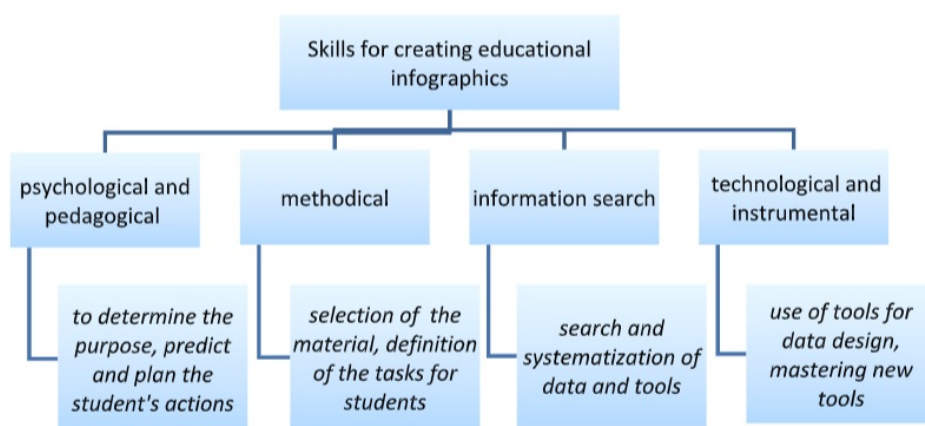 Skills for creating educational
infographics
psychological and
pedagogical
methodical
information search
technological and
instrumental
to determine the
purpose, predict
and plan the
student's actions
selection of the
material, definition
of the tasks for
students
search and
systematization of
data and tools
use of tools for
data design,
mastering new
tools